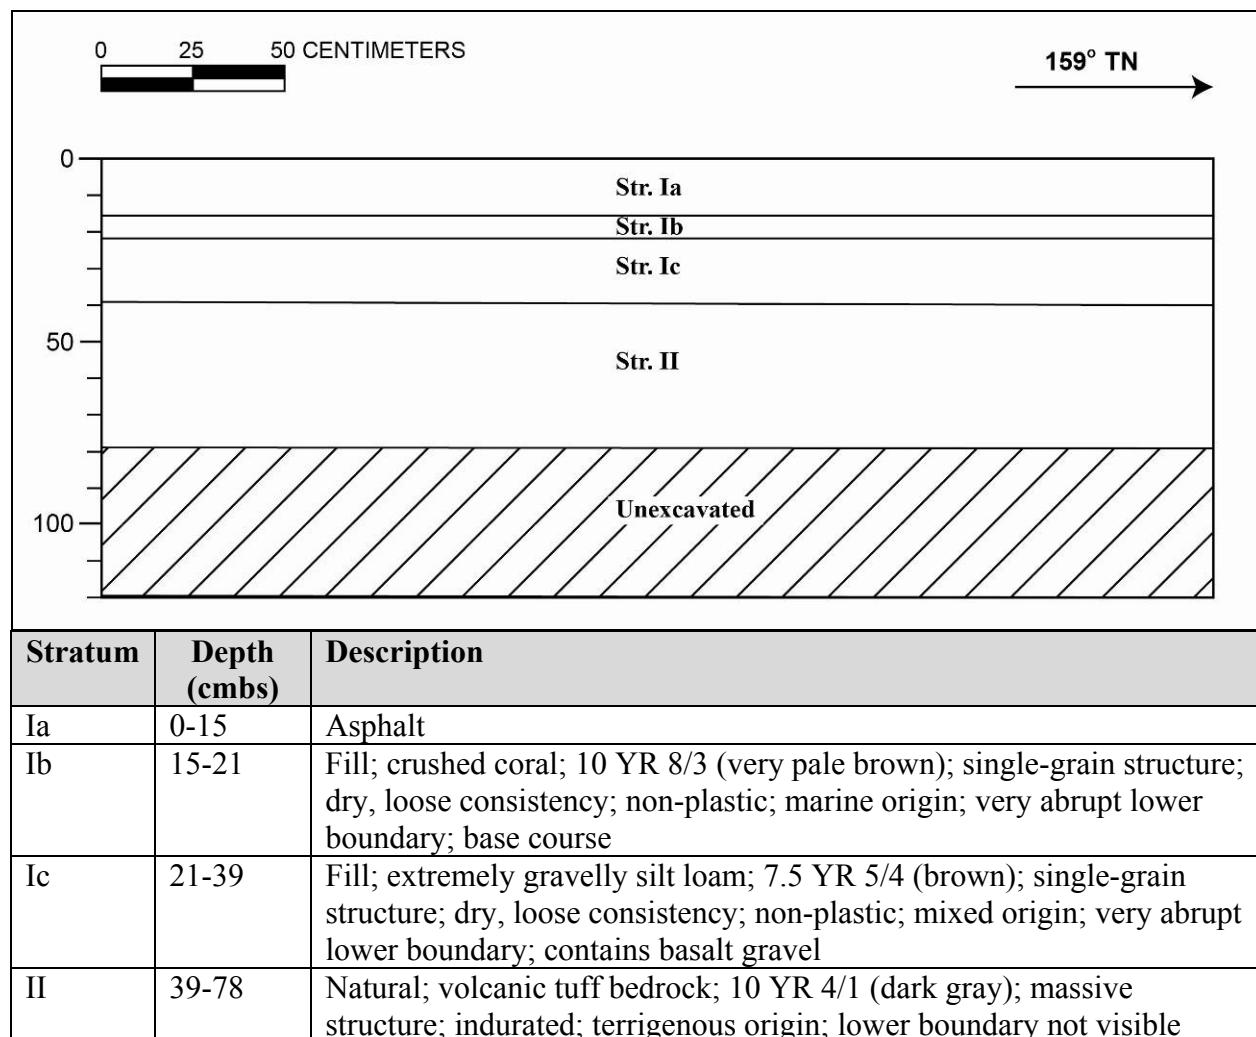 0 25 50 CENTIMETERS
159° TN
0
Str. Ia
Str. Ib
Str. Ic
50
Str. II
Unexcavated
100
Stratum Depth (cmbs) Description
Ia 0-15 Asphalt
Ib 15-21 Fill; crushed coral; 10 YR 8/3 (very pale brown); single-grain structure;
dry, loose consistency; non-plastic; marine origin; very abrupt lower
boundary; base course
Ic 21-39 Fill; extremely gravelly silt loam; 7.5 YR 5/4 (brown); single-grain
structure; dry, loose consistency; non-plastic; mixed origin; very abrupt
lower boundary; contains basalt gravel
II 39-78 Natural; volcanic tuff bedrock; 10 YR 4/1 (dark gray); massive
structure; indurated; terrigenous origin; lower boundary not visible